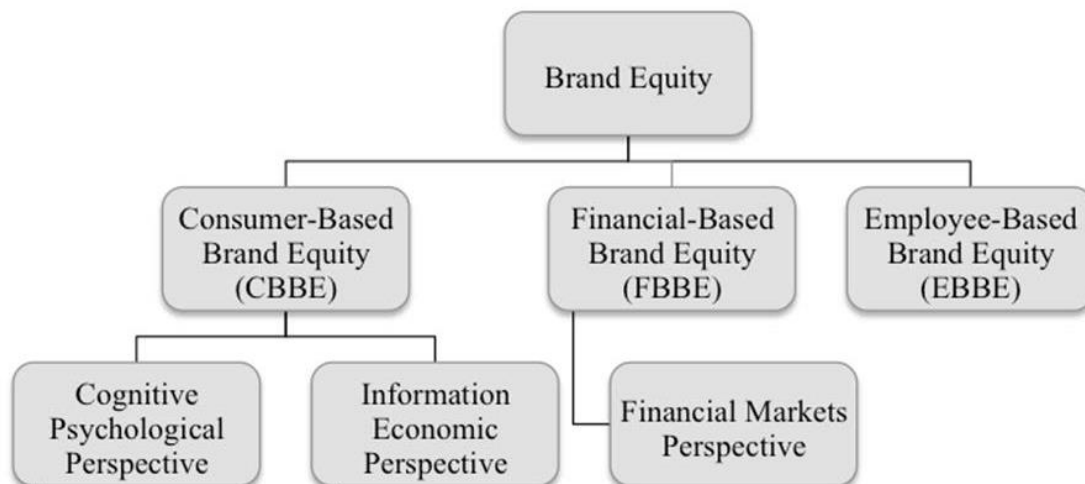 Brand Equity
Consumer-Based
Brand Equity
(CBBE)
Financial-Based
Brand Equity
(FBBE)
Employee-Based
Brand Equity
(EBBE)
Cognitive
Psychological
Perspective
Information
Economic
Perspective
Financial Markets
Perspective